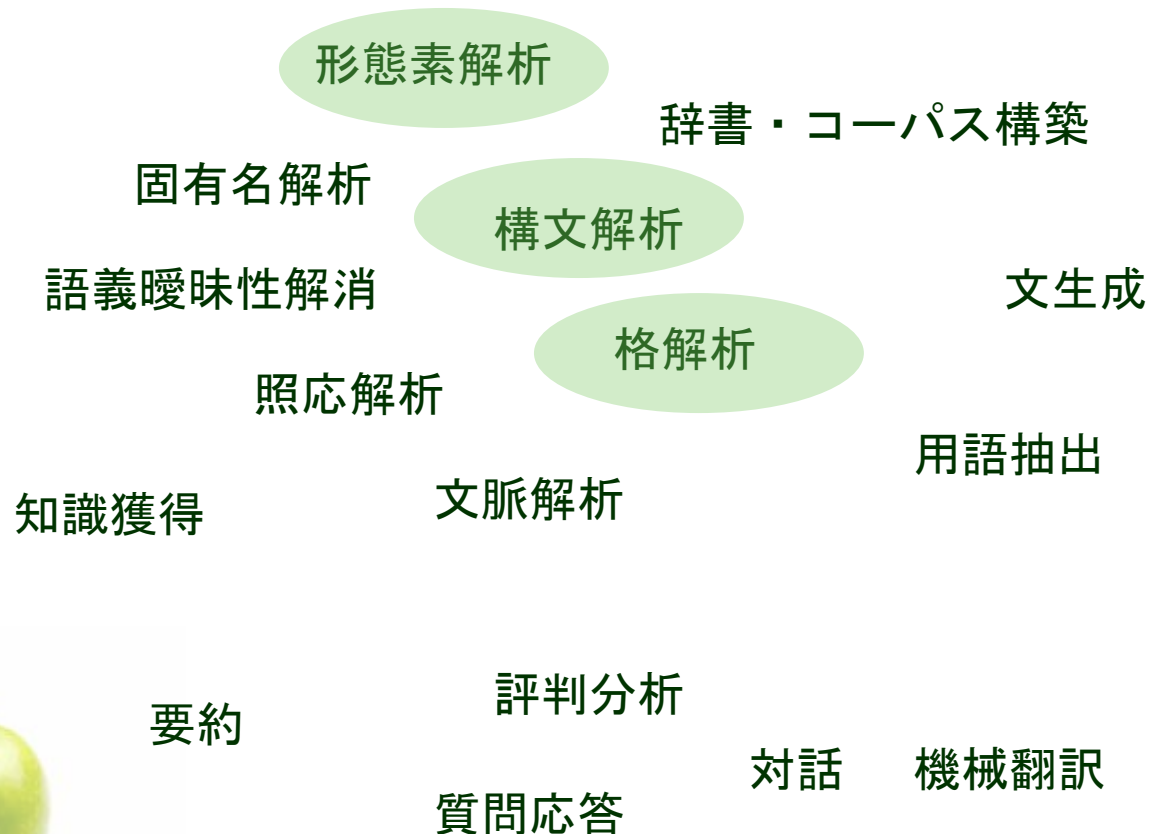 形態素解析
辞書・コーパス構築
固有名解析
構文解析
語義曖昧性解消
文生成
格解析
照応解析
用語抽出
文脈解析
知識獲得
評判分析
要約
対話
機械翻訳
質問応答